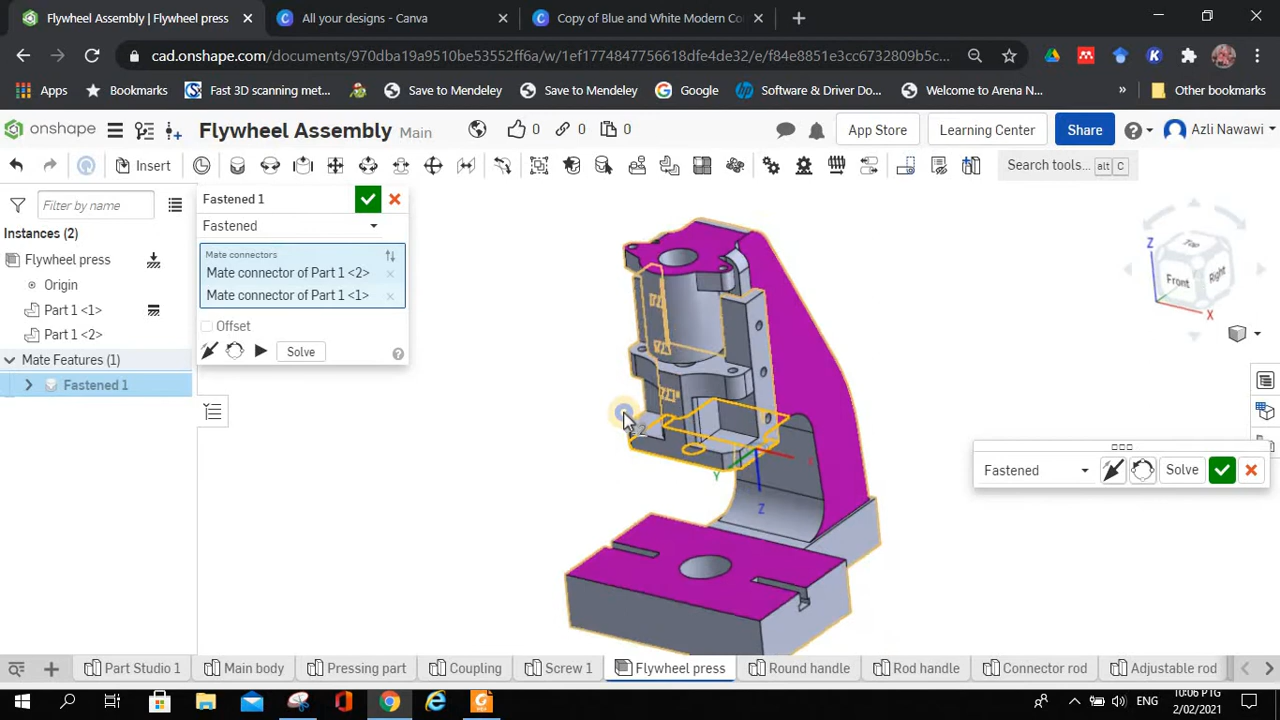 Flywheel Assembly | Flywheel press
All your designs - Canva
Copy of Blue and White Modern Co
cad.onshape.com/documents/970dba19a9510be53552ff6a/w/1ef1774847756618d4efd4de32/e/f84e8851e3cc6732809b5c...
Apps
Bookmarks
Fast 3D scanning met...
Save to Mendeley
Save to Mendeley
Google
Software & Driver Do...
Welcome to Arena N...
»
Other bookmarks
onshape
Flywheel Assembly Main
0
0
0
App Store
Learning Center
Share
Azli Nawawi
Insert
Search tools...
alt C
Filter by name
Instances (2)
Flywheel press
Origin
Part 1 <1>
Part 1 <2>
Mate Features (1)
Fastened 1
Fastened 1
Fastened
Mate connectors
Mate connector of Part 1 <2>
Mate connector of Part 1 <1>
Offset
Solve
Z
Top
Front
Right
X
Y
Z
Fastened
Solve
Part Studio 1
Main body
Pressing part
Coupling
Screw 1
Flywheel press
Round handle
Rod handle
Connector rod
Adjustable rod
ENG
10:06 PTG
2/02/2021